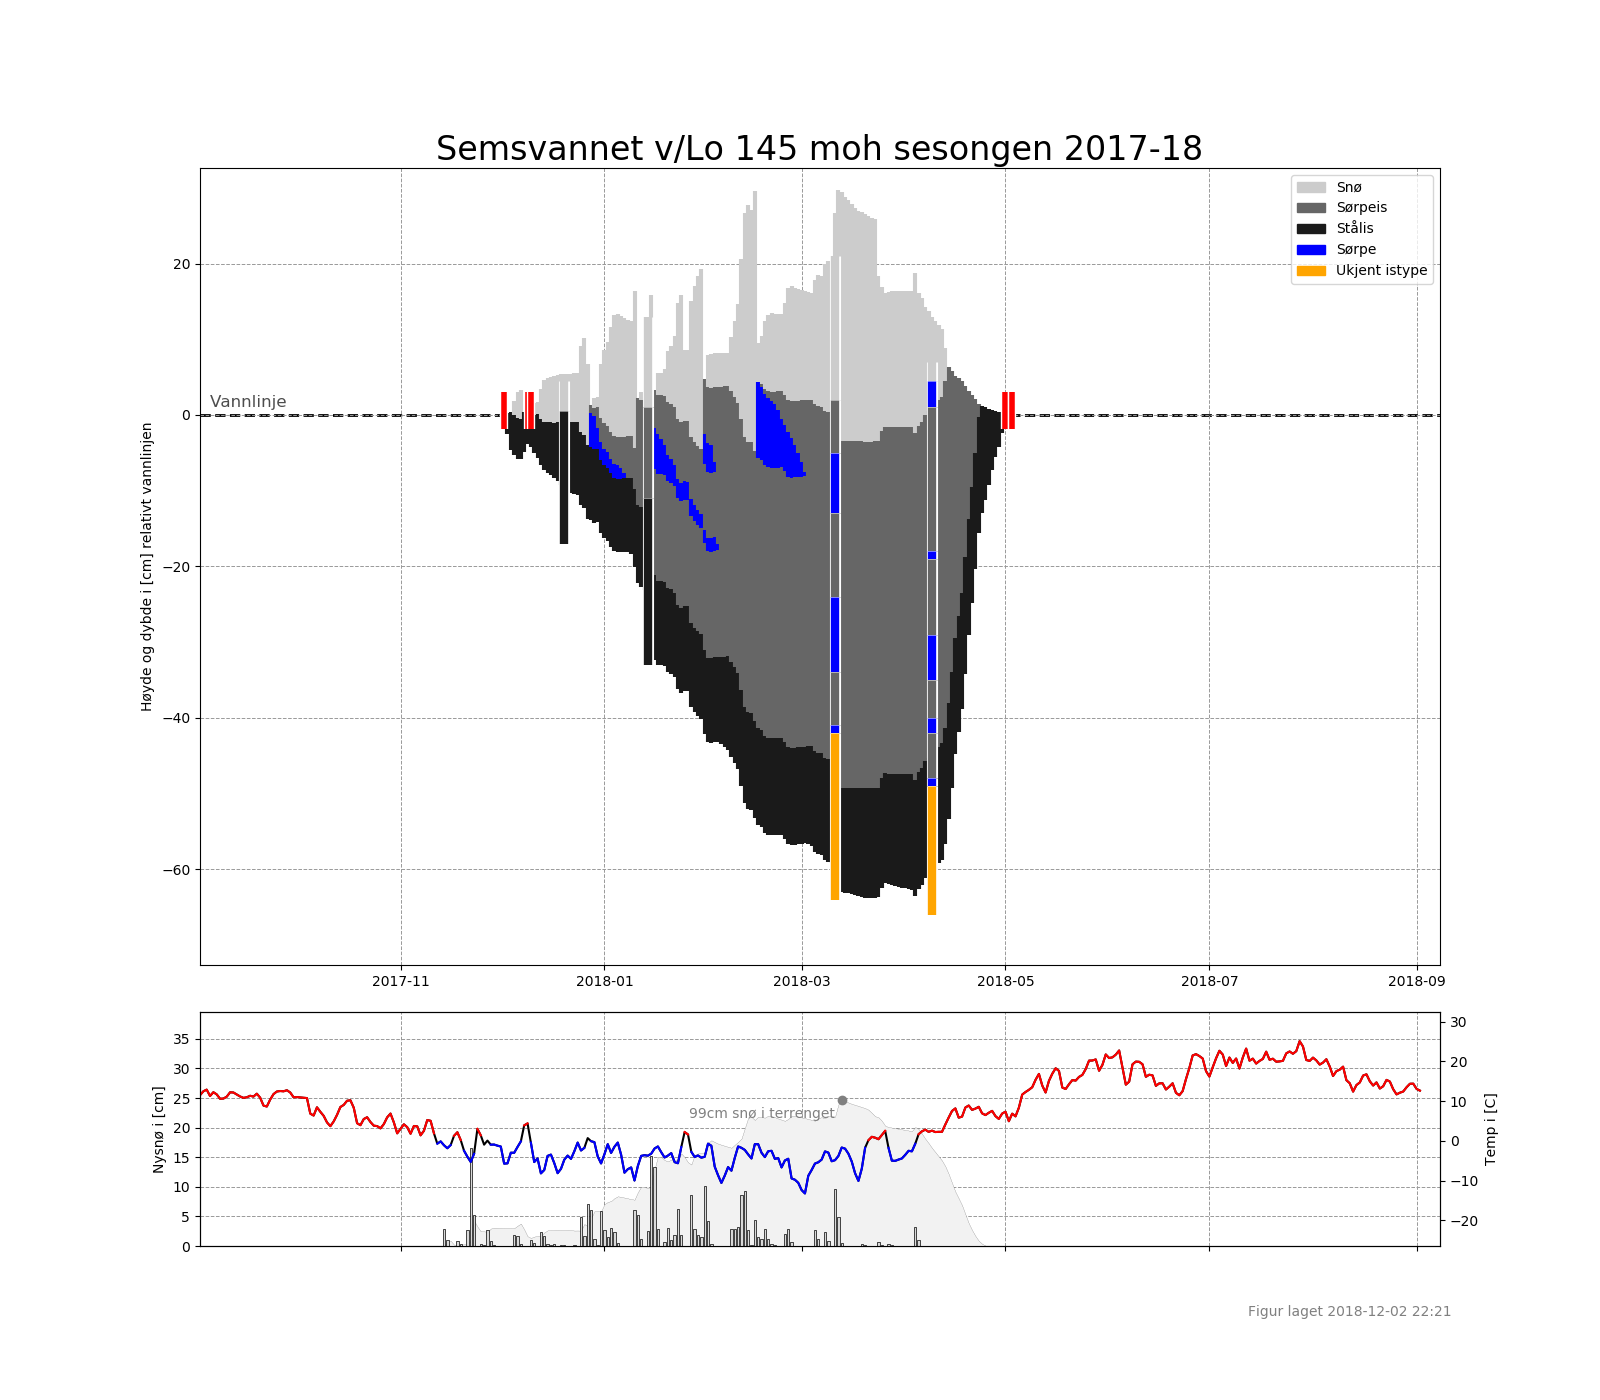 Semsvannet v/Lo 145 moh sesongen 2017-18
Snø
Sørpeis
Stålis
Sørpe
Ukjent istype
Vannlinje
Høyde og dybde i [cm] relativt vannlinjen
20
0
−20
−40
−60
2017-11
2018-01
2018-03
2018-05
2018-07
2018-09
Nysnø i [cm]
35
30
25
20
15
10
5
0
99cm snø i terrenget
30
20
10
0
−10
−20
Temp i [C]
Figur laget 2018-12-02 22:21